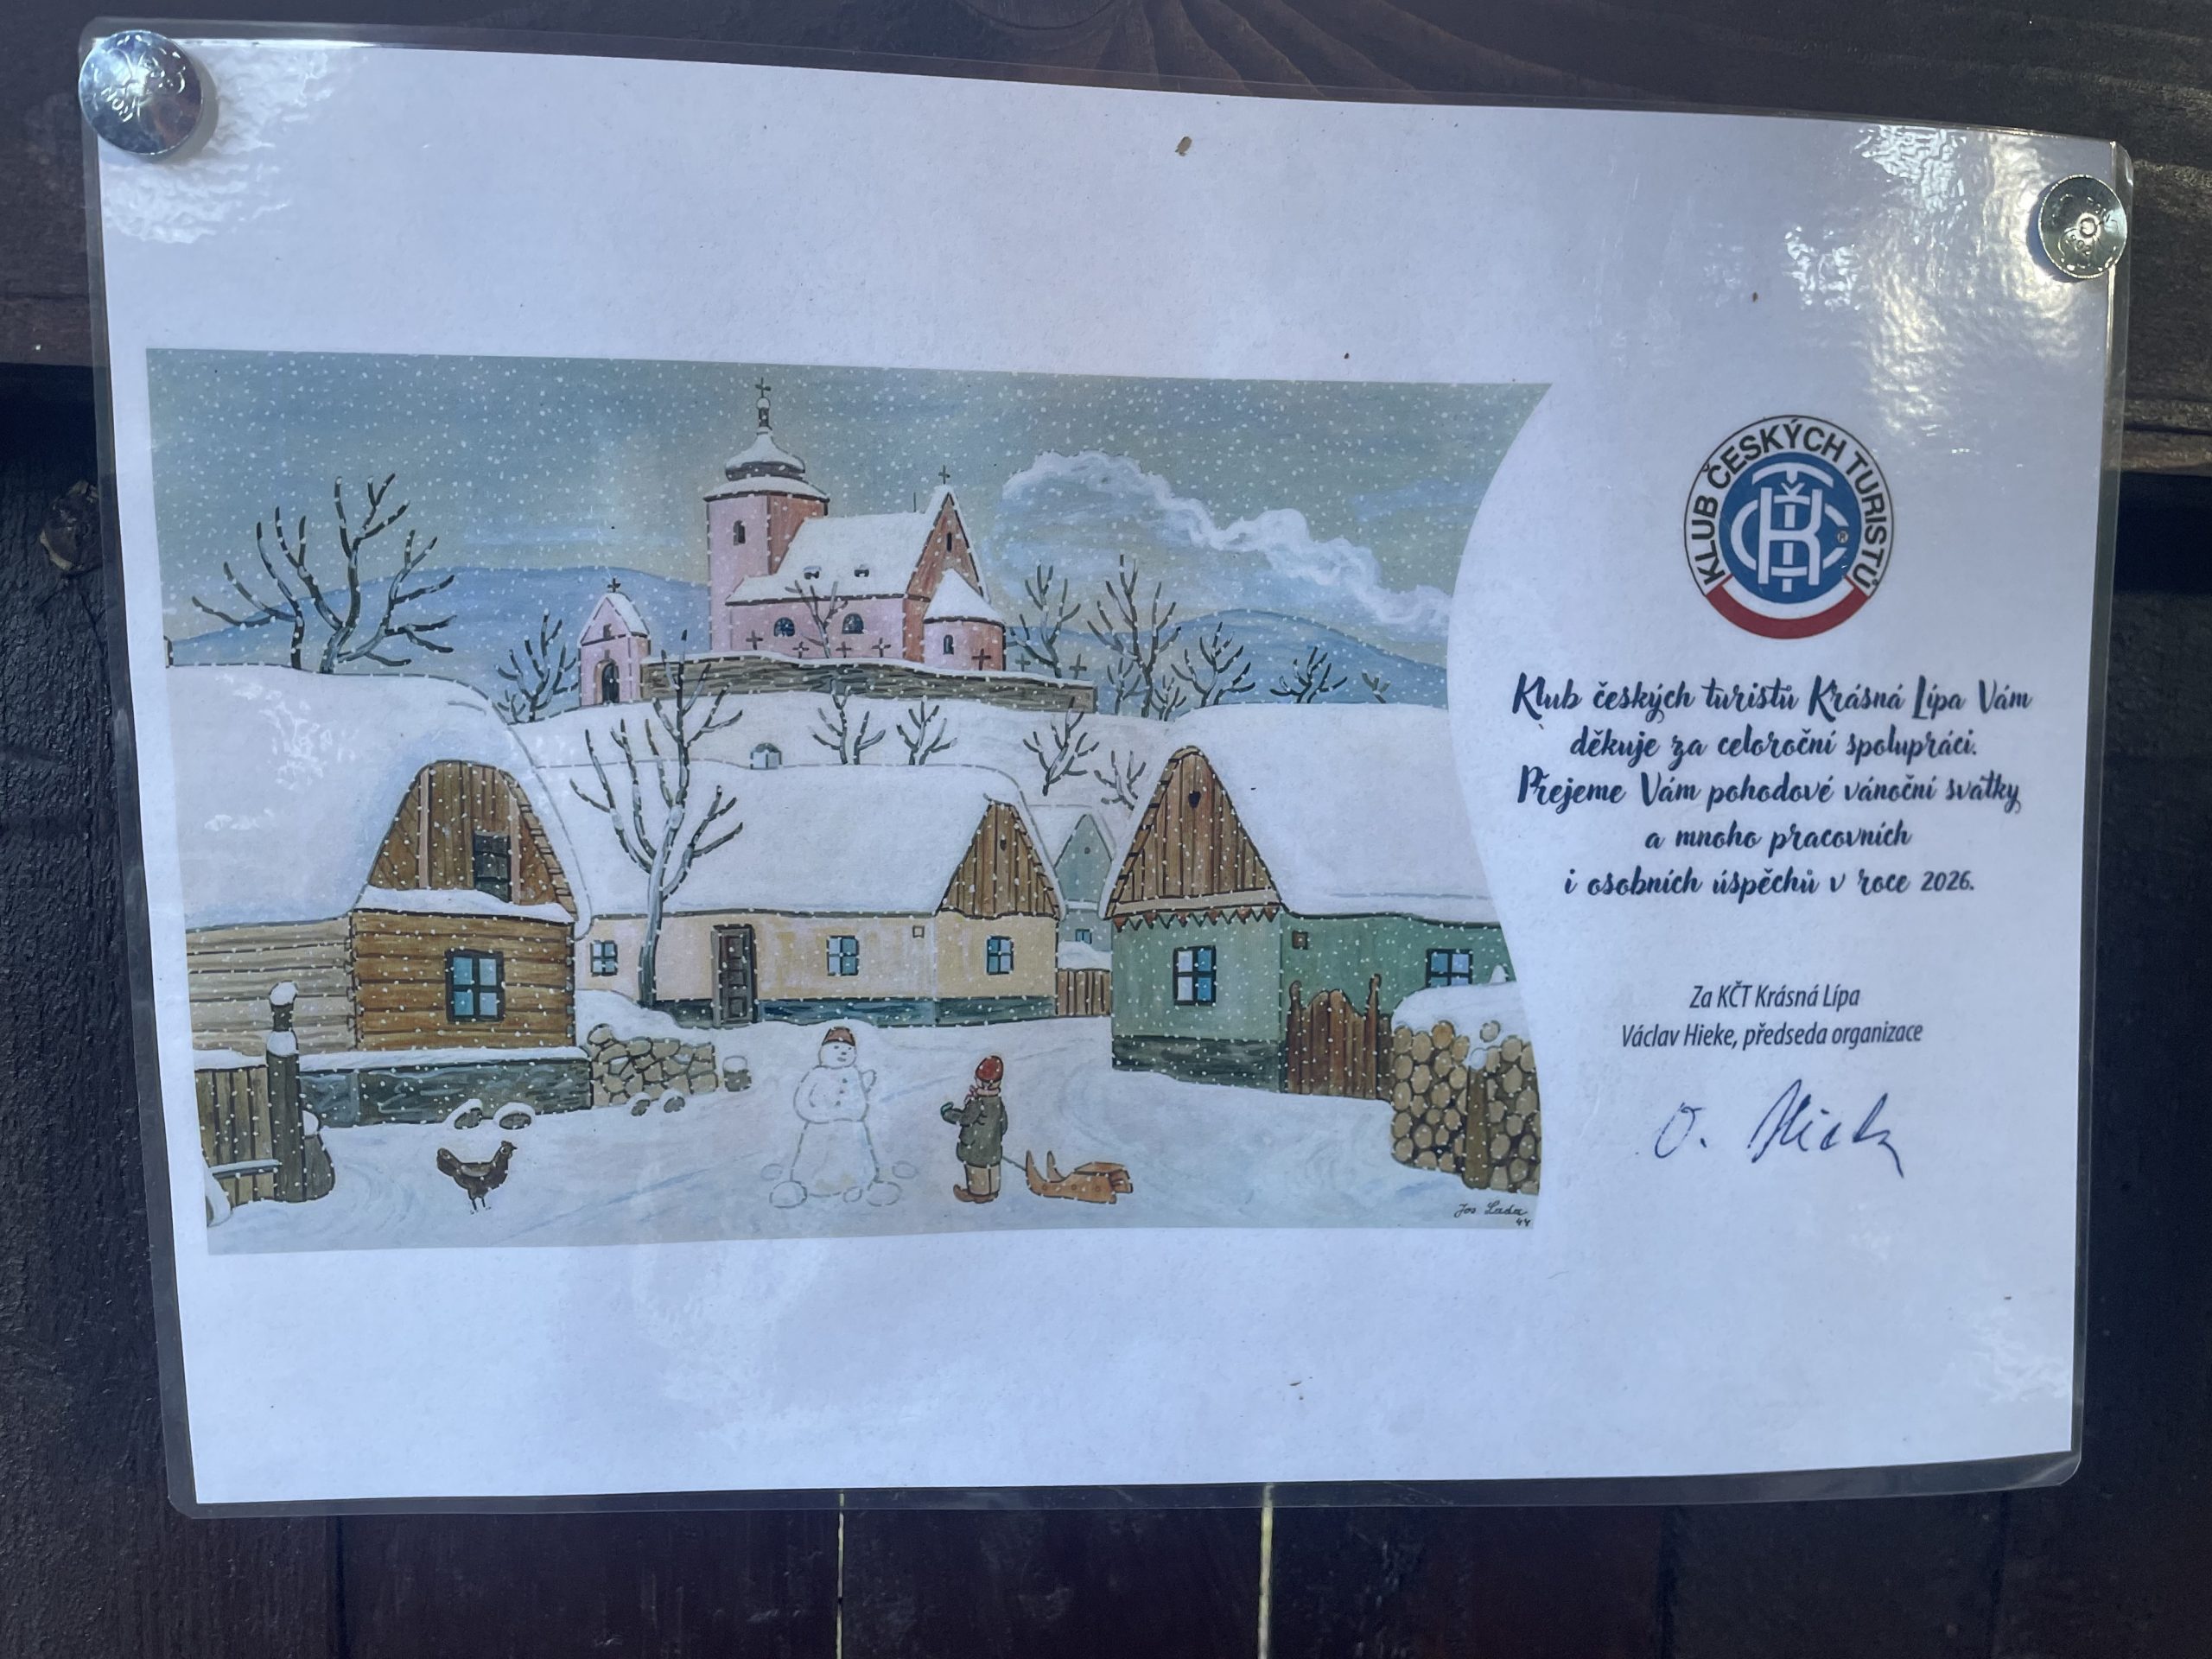 KLUB ČESKÝCH TURISTŮ
KČT
Klub českých turistů Krásná Lípa Vám
děkuje za celoroční spolupráci.
Přejeme Vám pohodové vánoční svátky
a mnoho pracovních
i osobních úspěchů v roce 2026.
Za KČT Krásná Lípa
Václav Hieke, předseda organizace
Jos Lada
44